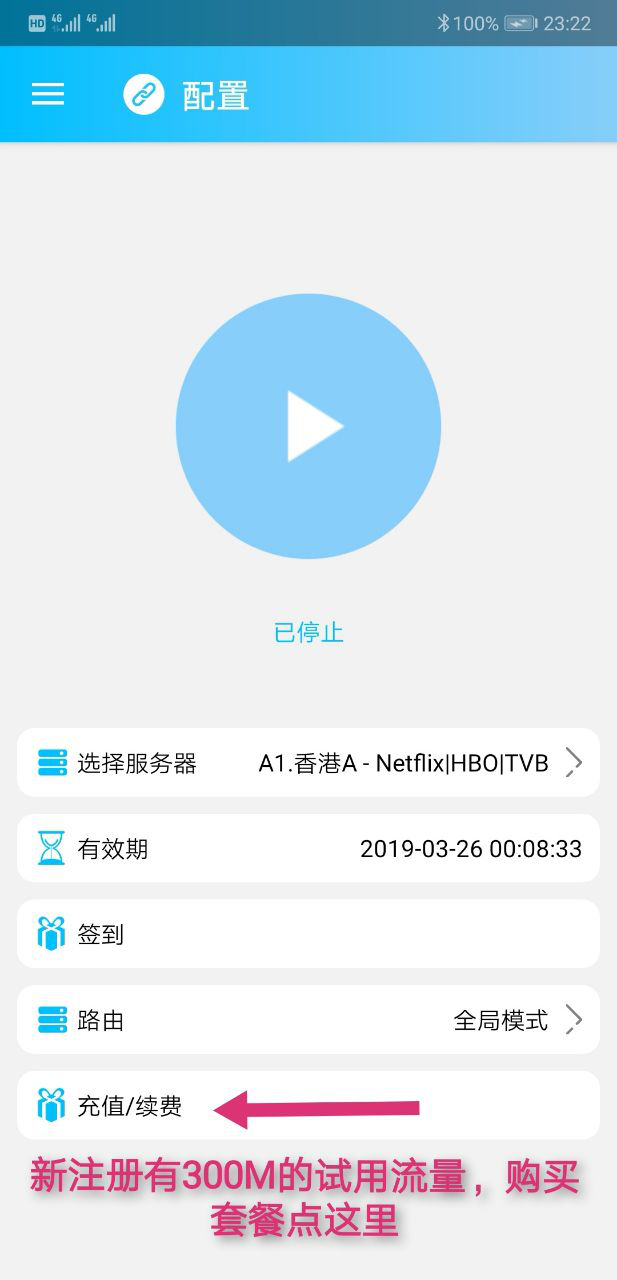 HD 4G 4G 100% 23:22
配置
已停止
选择服务器 A1.香港A - Netflix|HBO|TVB
有效期 2019-03-26 00:08:33
签到
路由 全局模式
充值/续费
新注册有300M的试用流量，购买
套餐点这里